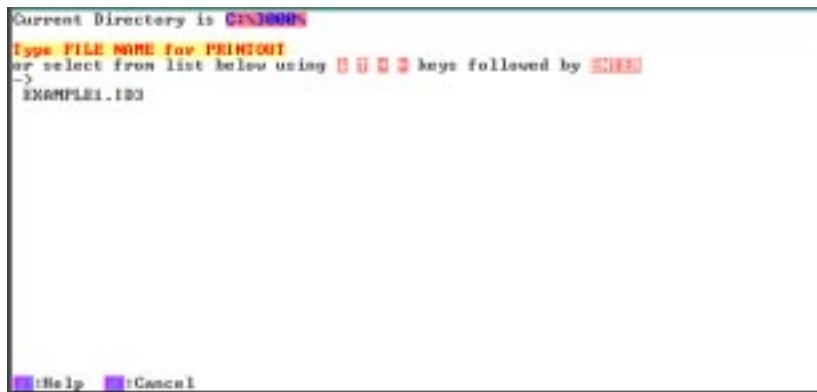 Current Directory is C:\3000\
Type FILE NAME for PRINTOUT
or select from list below using keys followed by
->
EXAMPLE1.ID3
:Help :Cancel